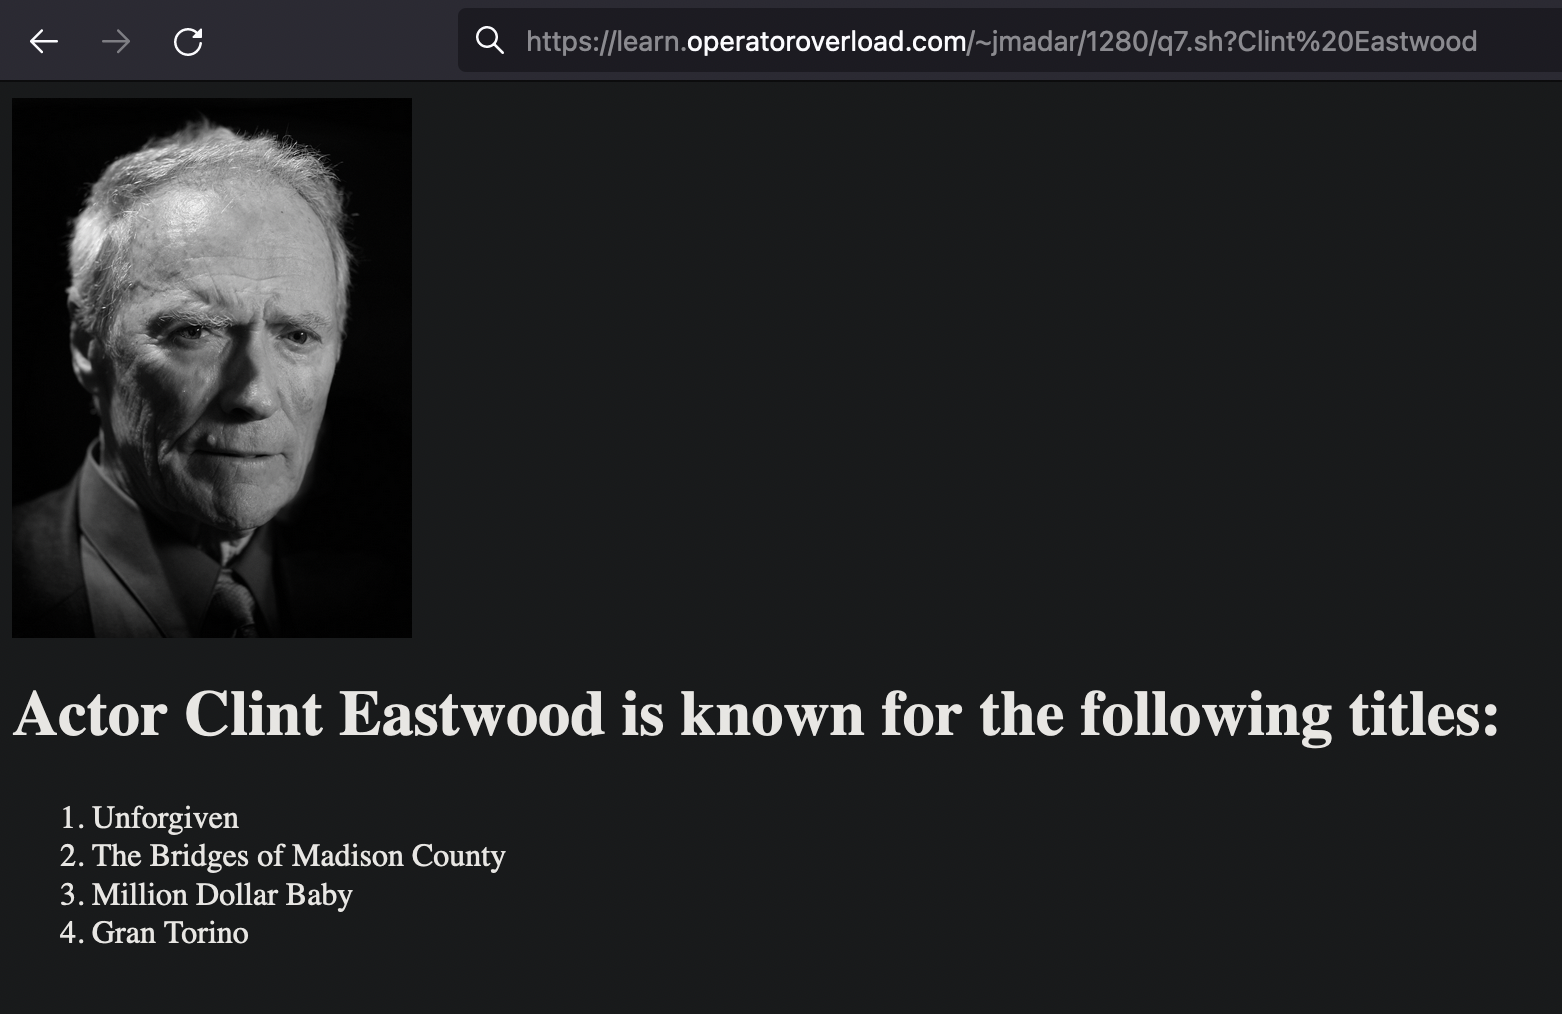 https://learn.operatoroverload.com/~jmadar/1280/q7.sh?Clint%20Eastwood
Actor Clint Eastwood is known for the following titles:
1. Unforgiven
2. The Bridges of Madison County
3. Million Dollar Baby
4. Gran Torino